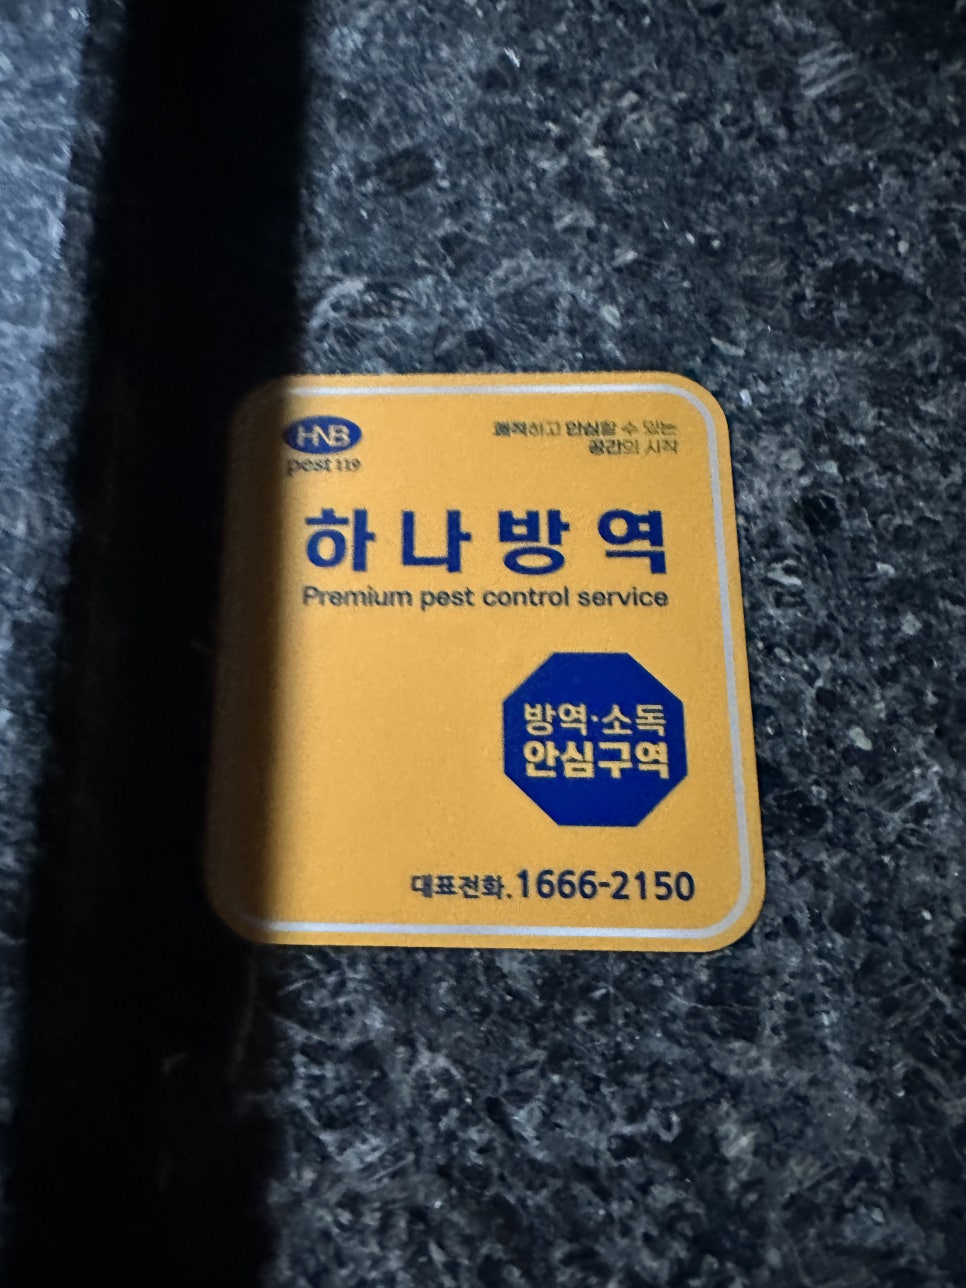 HNB
pest 119
쾌적하고 안심할 수 있는
공간의 시작
하나방역
Premium pest control service
방역·소독
안심구역
대표전화.1666-2150